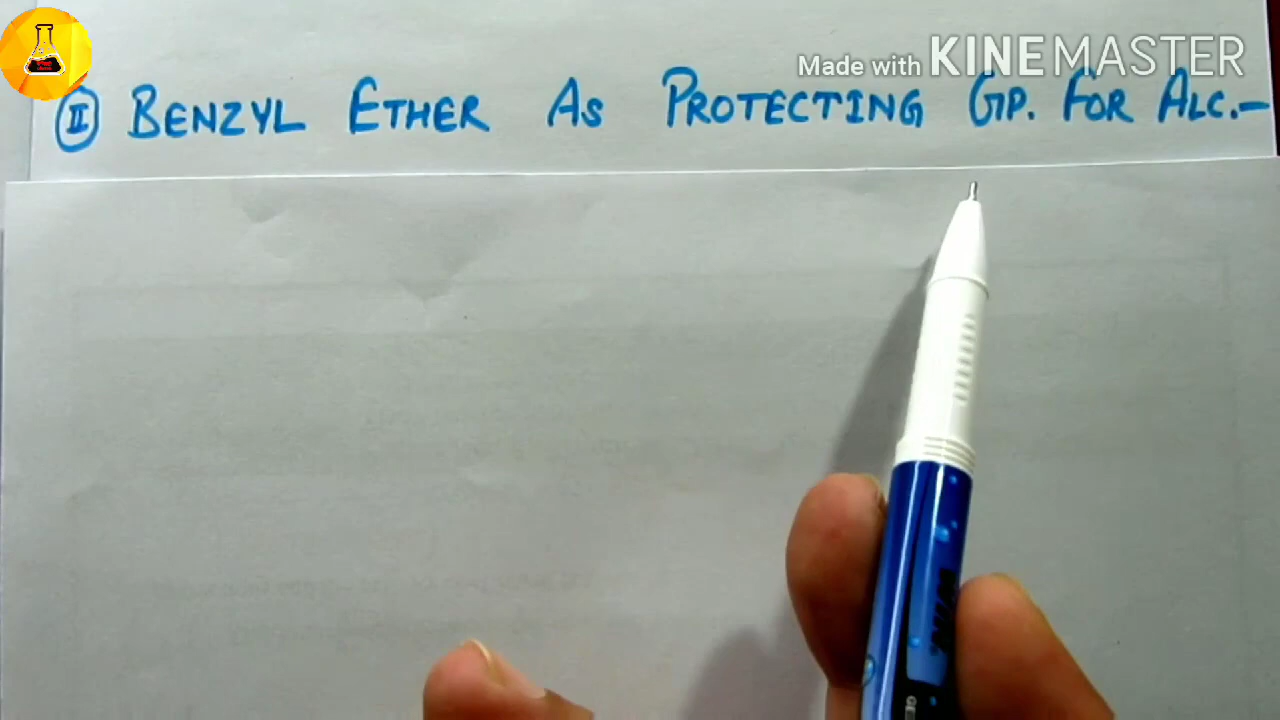 Made with KINEMASTER
II BENZYL ETHER AS PROTECTING GP. FOR ALC.-